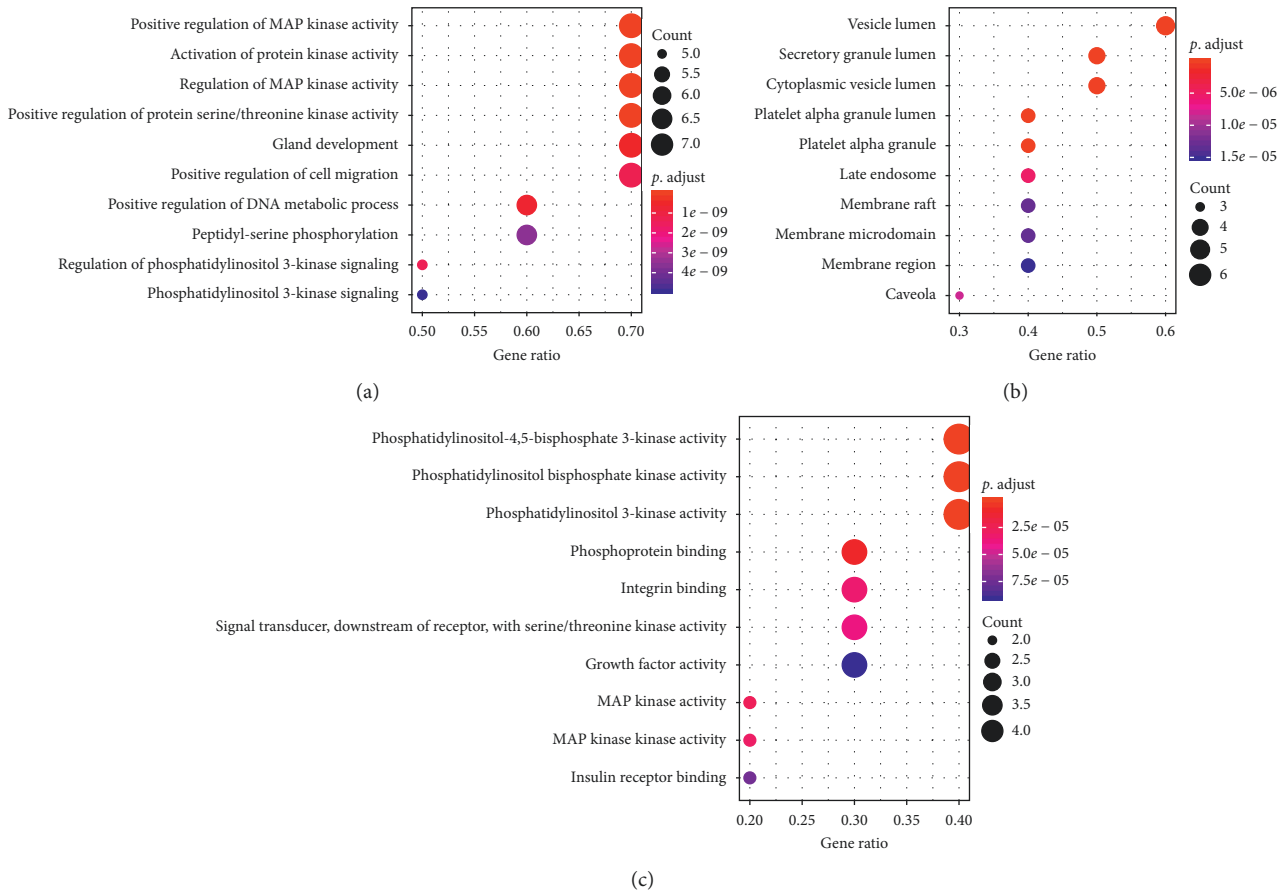 Positive regulation of MAP kinase activity
Activation of protein kinase activity
Regulation of MAP kinase activity
Positive regulation of protein serine/threonine kinase activity
Gland development
Positive regulation of cell migration
Positive regulation of DNA metabolic process
Peptidyl-serine phosphorylation
Regulation of phosphatidylinositol 3-kinase signaling
Phosphatidylinositol 3-kinase signaling
0.50 0.55 0.60 0.65 0.70
Gene ratio
Count
5.0
5.5
6.0
6.5
7.0
p. adjust
1e − 09
2e − 09
3e − 09
4e − 09
(a)
Vesicle lumen
Secretory granule lumen
Cytoplasmic vesicle lumen
Platelet alpha granule lumen
Platelet alpha granule
Late endosome
Membrane raft
Membrane microdomain
Membrane region
Caveola
0.3 0.4 0.5 0.6
Gene ratio
p. adjust
5.0e − 06
1.0e − 05
1.5e − 05
Count
3
4
5
6
(b)
Phosphatidylinositol-4,5-bisphosphate 3-kinase activity
Phosphatidylinositol bisphosphate kinase activity
Phosphatidylinositol 3-kinase activity
Phosphoprotein binding
Integrin binding
Signal transducer, downstream of receptor, with serine/threonine kinase activity
Growth factor activity
MAP kinase activity
MAP kinase kinase activity
Insulin receptor binding
0.20 0.25 0.30 0.35 0.40
Gene ratio
p. adjust
2.5e − 05
5.0e − 05
7.5e − 05
Count
2.0
2.5
3.0
3.5
4.0
(c)